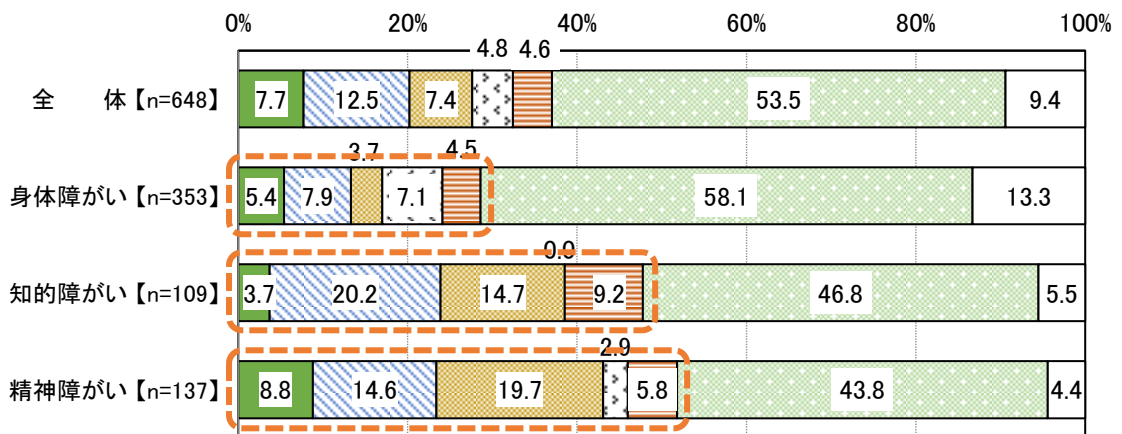 0% 20% 40% 60% 80% 100%
4.8 4.6
全 体【n=648】 7.7 12.5 7.4 53.5 9.4
3.7 4.5
身体障がい【n=353】 5.4 7.9 7.1 58.1 13.3
0.0
知的障がい【n=109】 3.7 20.2 14.7 9.2 46.8 5.5
2.9
精神障がい【n=137】 8.8 14.6 19.7 5.8 43.8 4.4